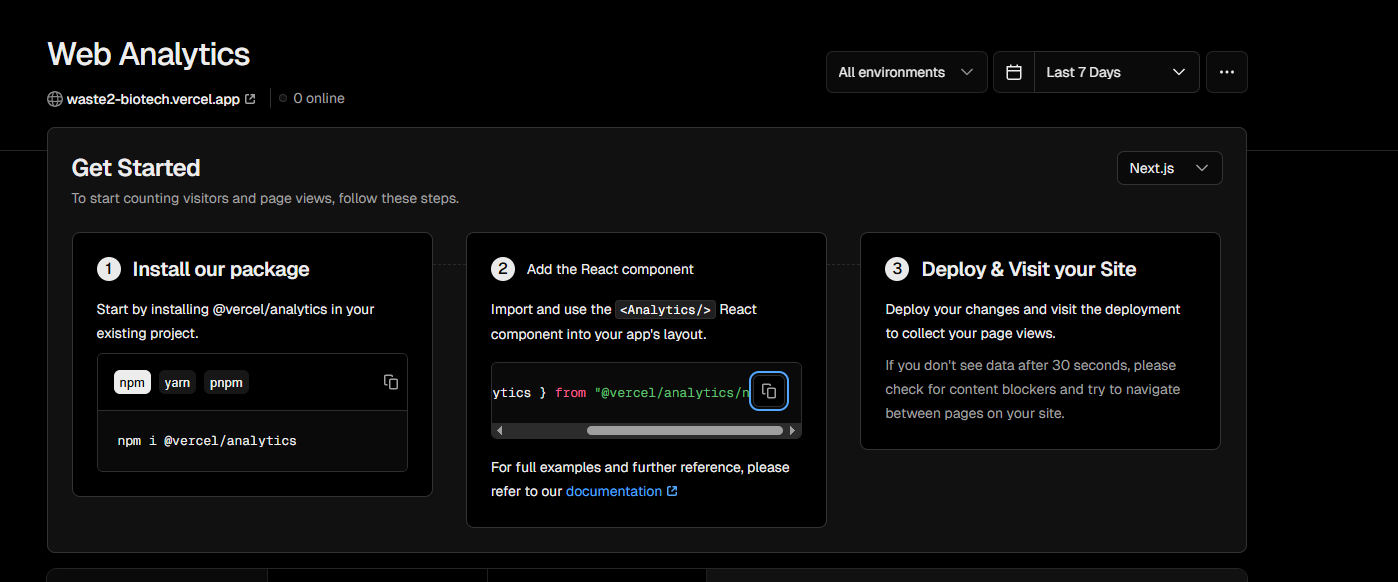 Web Analytics
waste2-biotech.vercel.app
0 online
All environments
Last 7 Days
Get Started
To start counting visitors and page views, follow these steps.
Next.js
1 Install our package
Start by installing @vercel/analytics in your
existing project.
npm yarn pnpm
npm i @vercel/analytics
2 Add the React component
Import and use the <Analytics/> React
component into your app's layout.
ytics } from "@vercel/analytics/n
For full examples and further reference, please
refer to our documentation
3 Deploy & Visit your Site
Deploy your changes and visit the deployment
to collect your page views.
If you don't see data after 30 seconds, please
check for content blockers and try to navigate
between pages on your site.